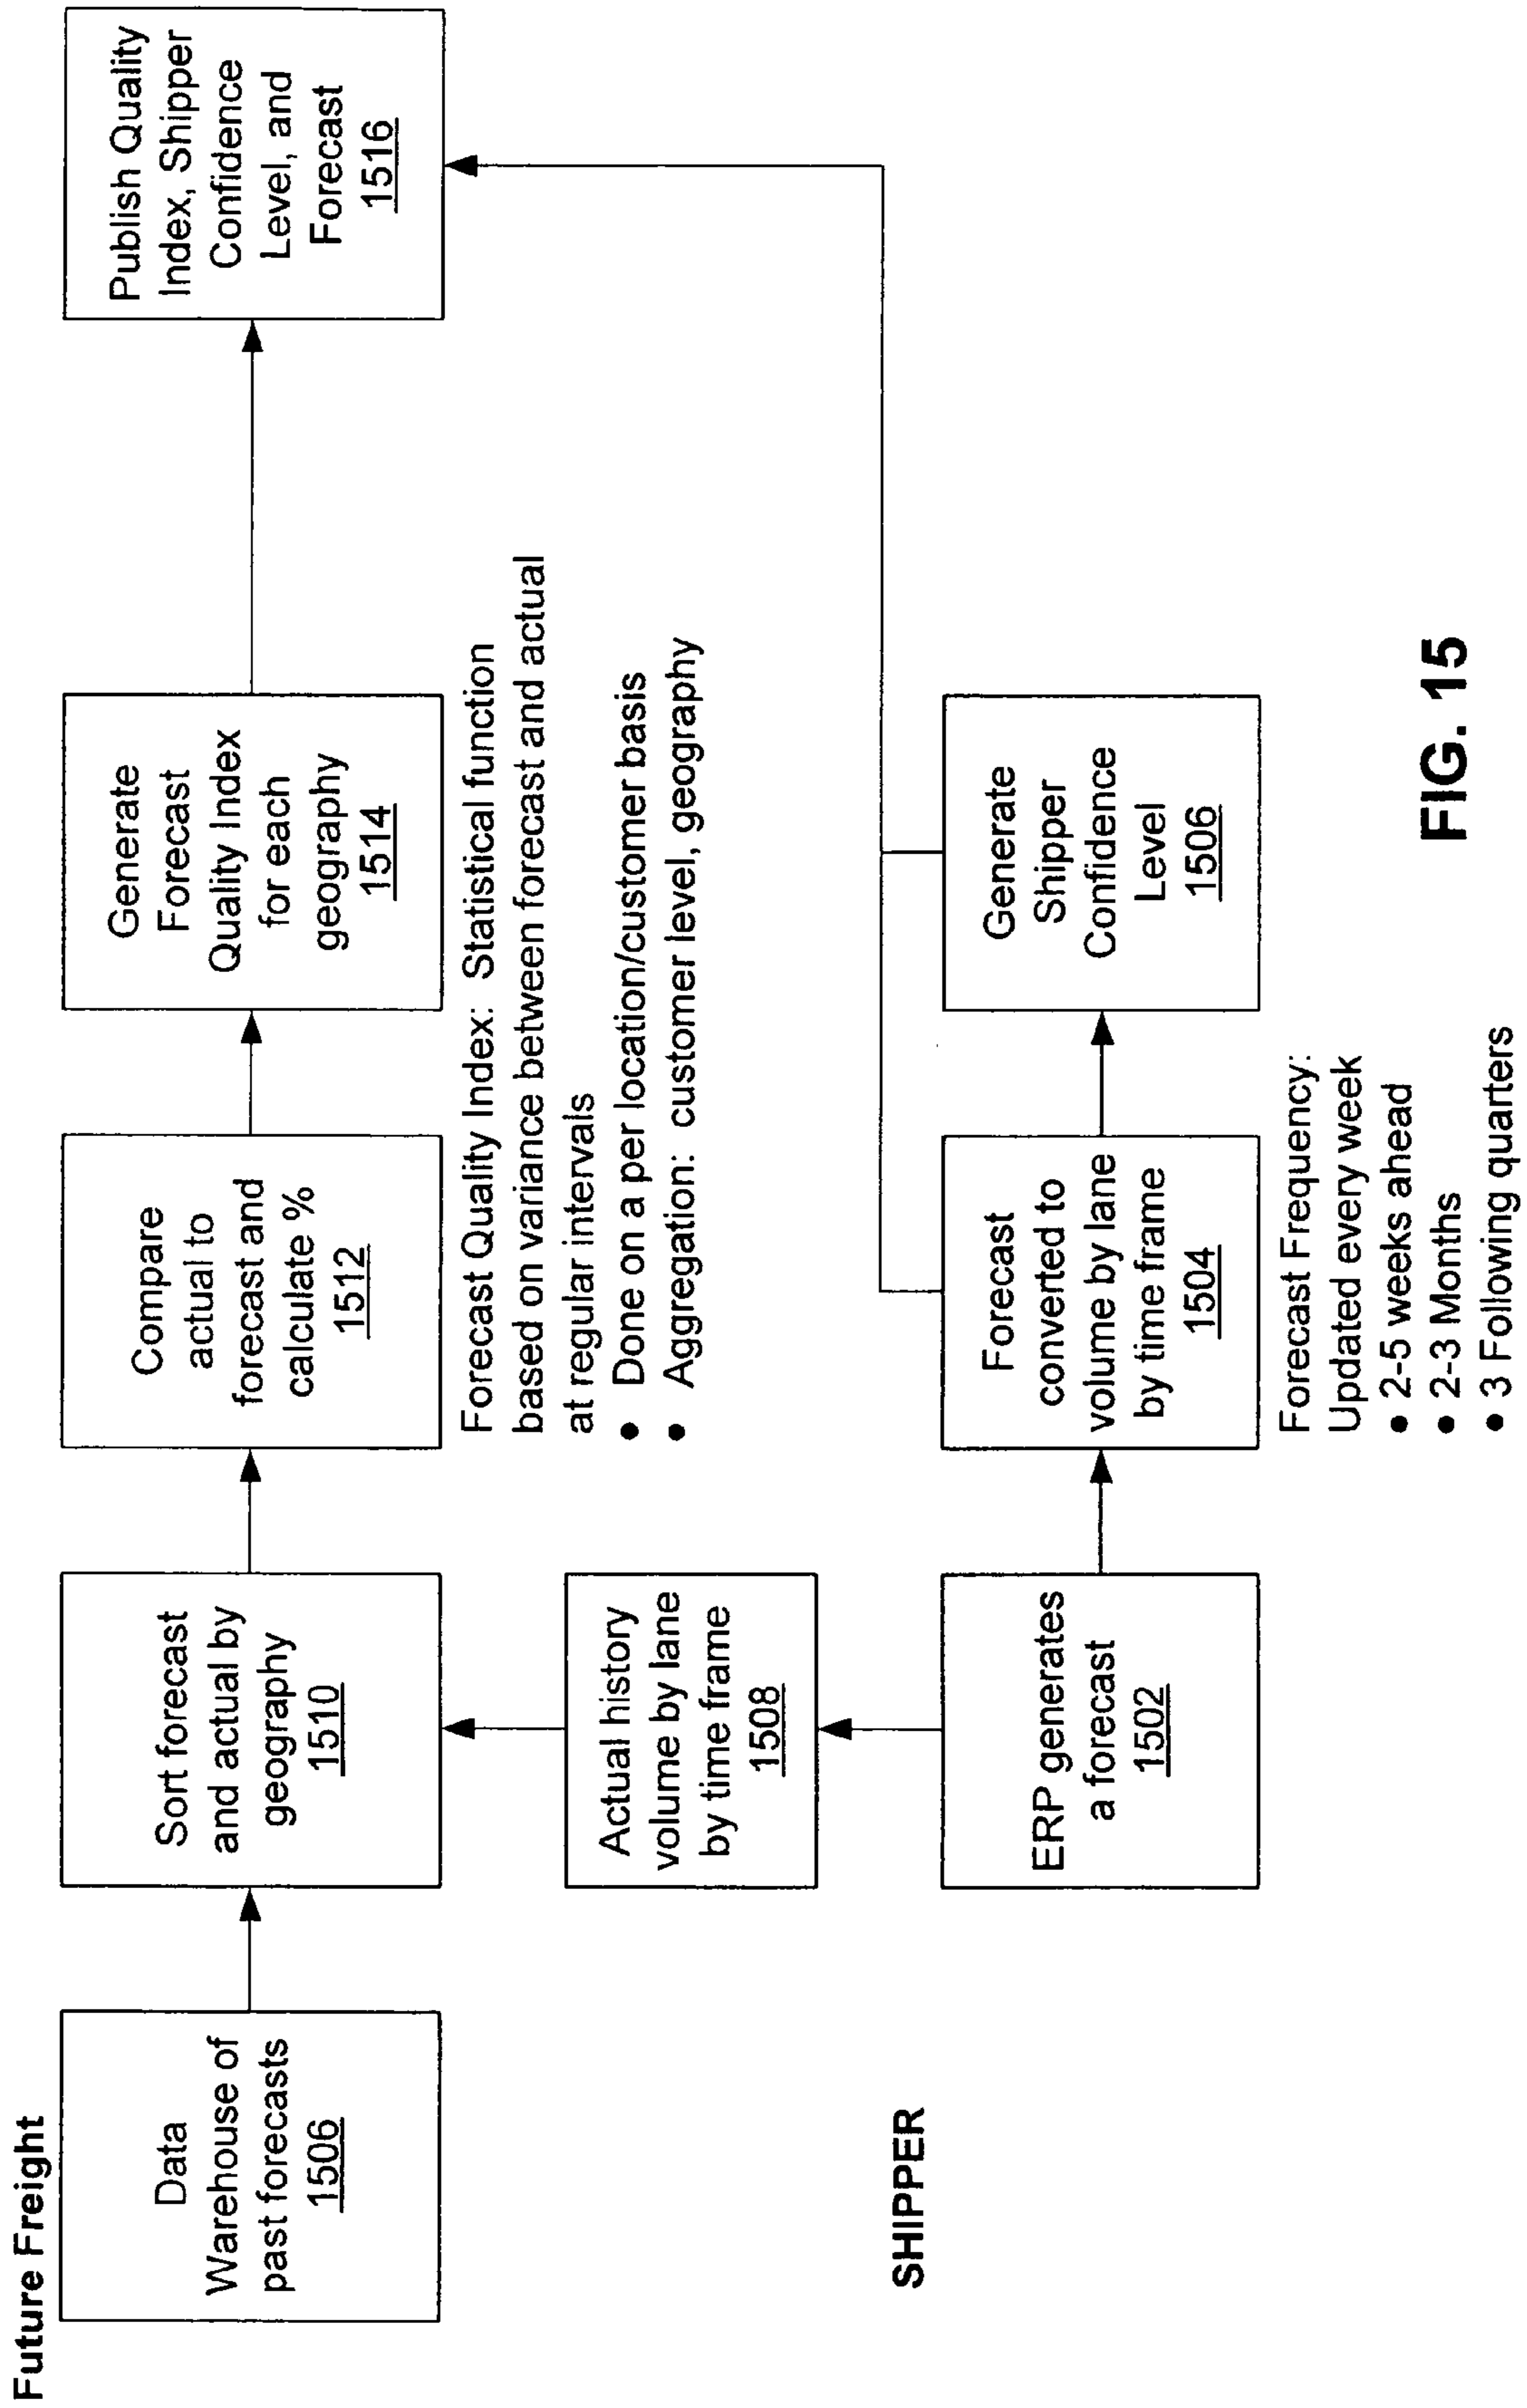 Future Freight
Data
Warehouse of
past forecasts
1506
Sort forecast
and actual by
geography
1510
Compare
actual to
forecast and
calculate %
1512
Generate
Forecast
Quality Index
for each
geography
1514
Publish Quality
Index, Shipper
Confidence
Level, and
Forecast
1516
Forecast Quality Index: Statistical function
based on variance between forecast and actual
at regular intervals
• Done on a per location/customer basis
• Aggregation: customer level, geography
Actual history
volume by lane
by time frame
1508
SHIPPER
ERP generates
a forecast
1502
Forecast
converted to
volume by lane
by time frame
1504
Generate
Shipper
Confidence
Level
1506
Forecast Frequency:
Updated every week
• 2-5 weeks ahead
• 2-3 Months
• 3 Following quarters
FIG. 15